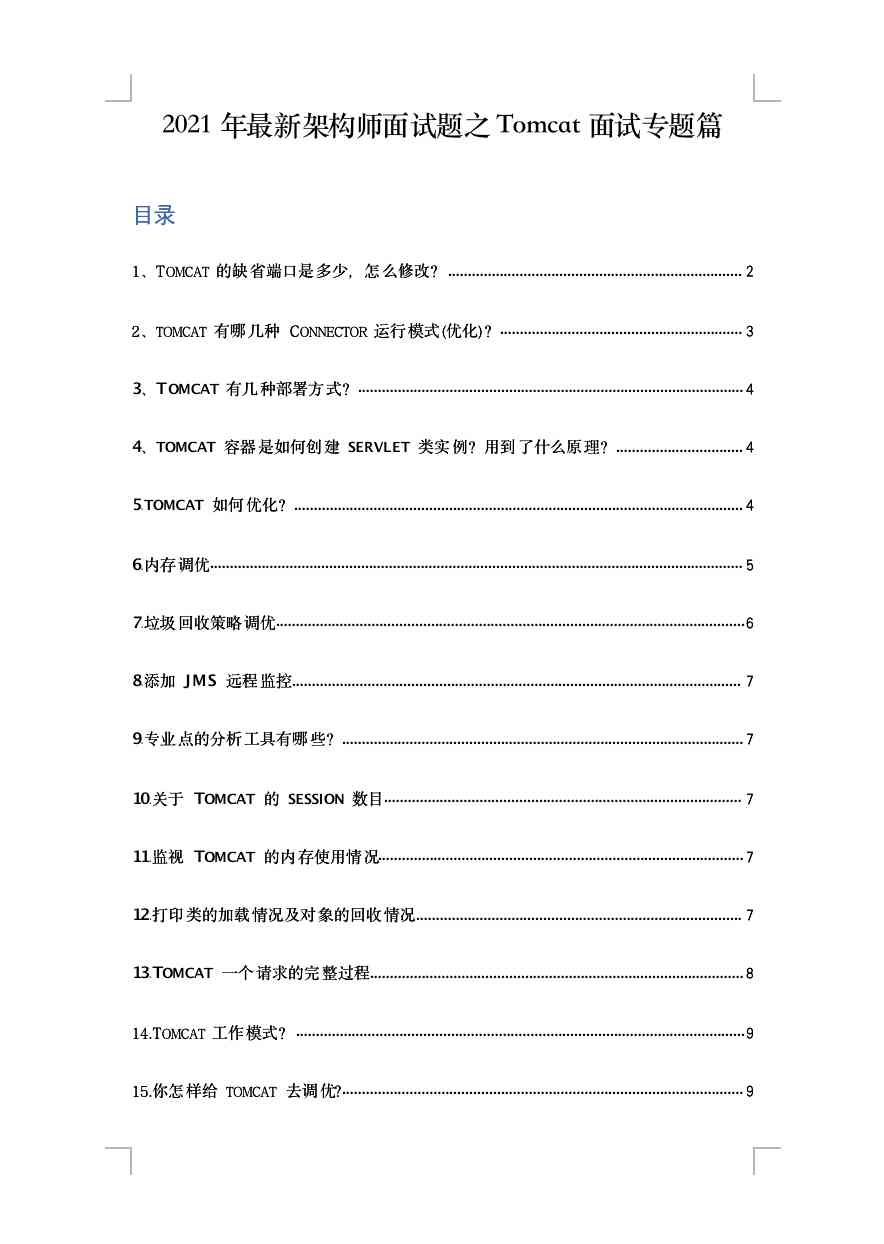 2021 年最新架构师面试题之 Tomcat 面试专题篇
目录
1、TOMCAT 的缺省端口是多少，怎么修改？ 2
2、TOMCAT 有哪几种 CONNECTOR 运行模式(优化)？ 3
3、TOMCAT 有几种部署方式？ 4
4、TOMCAT 容器是如何创建 SERVLET 类实例？用到了什么原理？ 4
5.TOMCAT 如何优化？ 4
6.内存调优 5
7.垃圾回收策略调优 6
8.添加 JMS 远程监控 7
9.专业点的分析工具有哪些？ 7
10.关于 TOMCAT 的 SESSION 数目 7
11.监视 TOMCAT 的内存使用情况 7
12.打印类的加载情况及对象的回收情况 7
13.TOMCAT 一个请求的完整过程 8
14.TOMCAT 工作模式？ 9
15.你怎样给 TOMCAT 去调优? 9